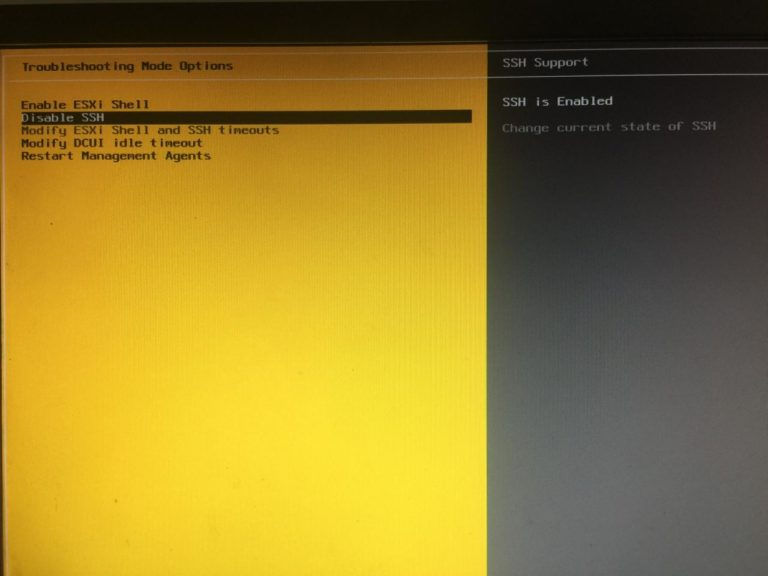 Troubleshooting Mode Options
Enable ESXi Shell
Disable SSH
Modify ESXi Shell and SSH timeouts
Modify DCUI idle timeout
Restart Management Agents
SSH Support
SSH is Enabled
Change current state of SSH